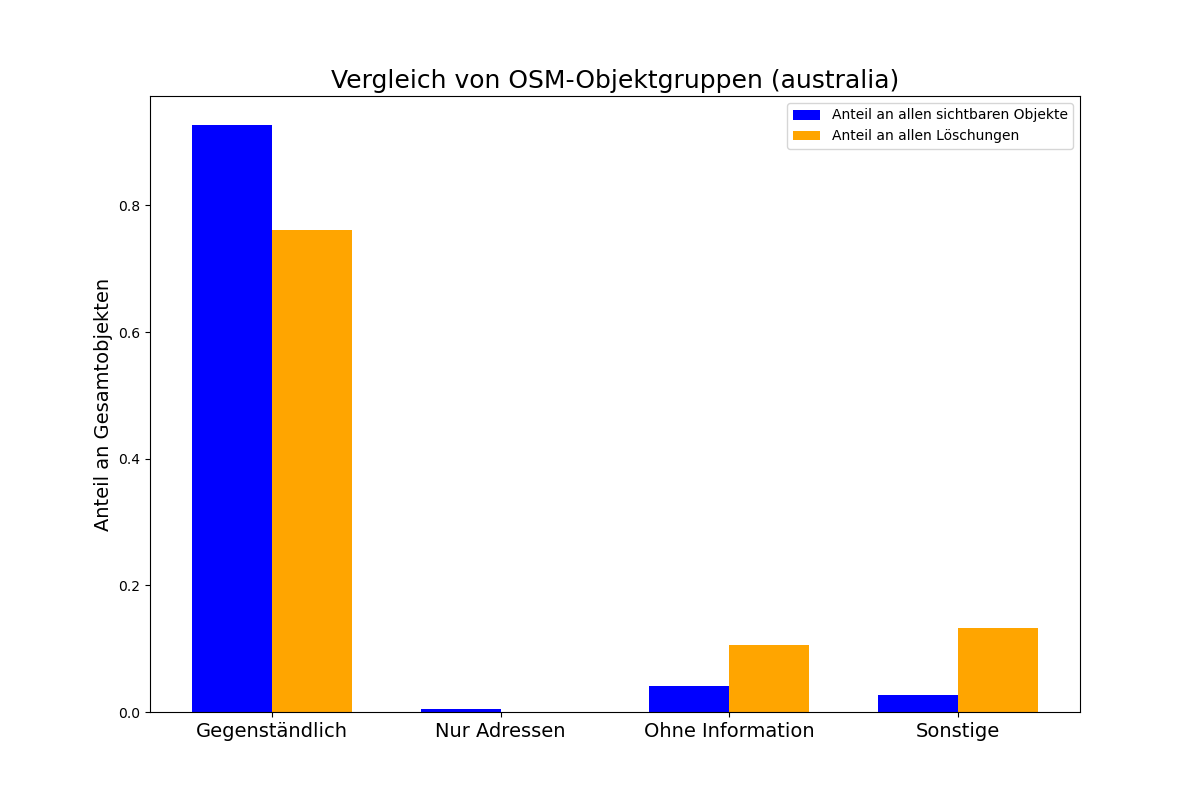 Vergleich von OSM-Objektgruppen (australia)
Anteil an allen sichtbaren Objekte
Anteil an allen Löschungen
Anteil an Gesamtobjekten
0.8
0.6
0.4
0.2
0.0
Gegenständlich
Nur Adressen
Ohne Information
Sonstige